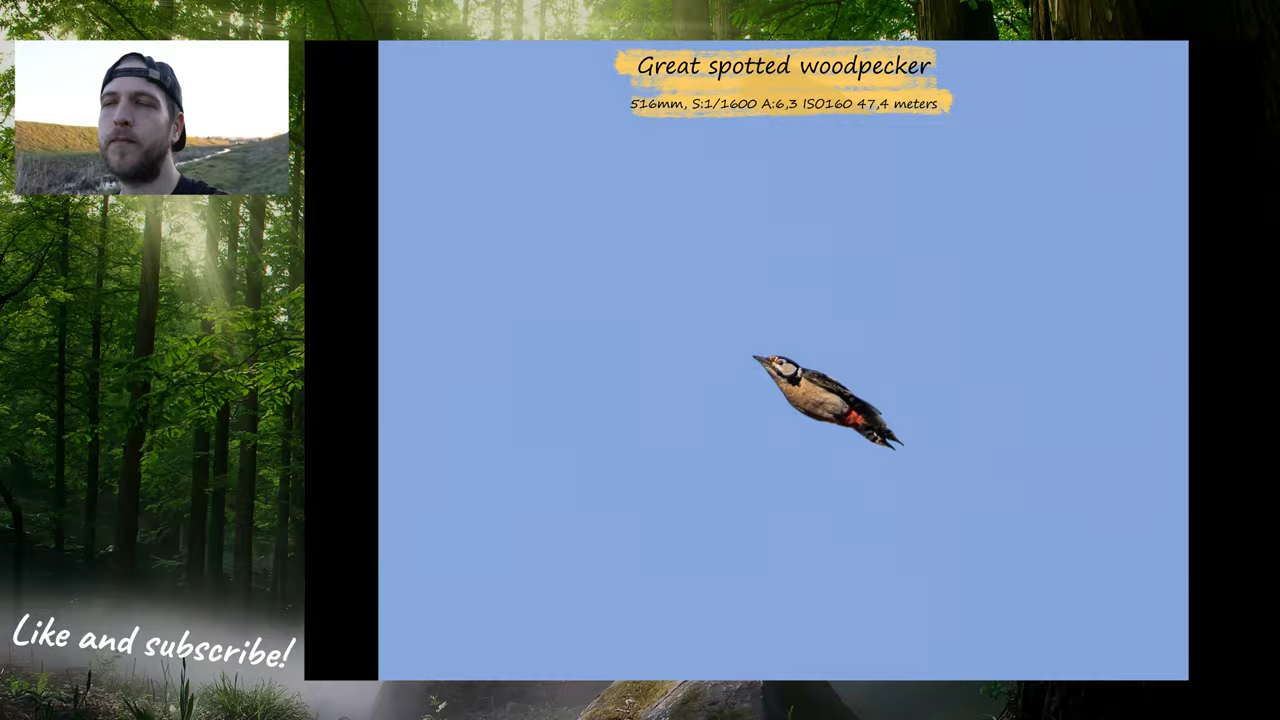 Great spotted woodpecker
516mm, S:1/1600 A:6,3 ISO160 47,4 meters
Like and subscribe!